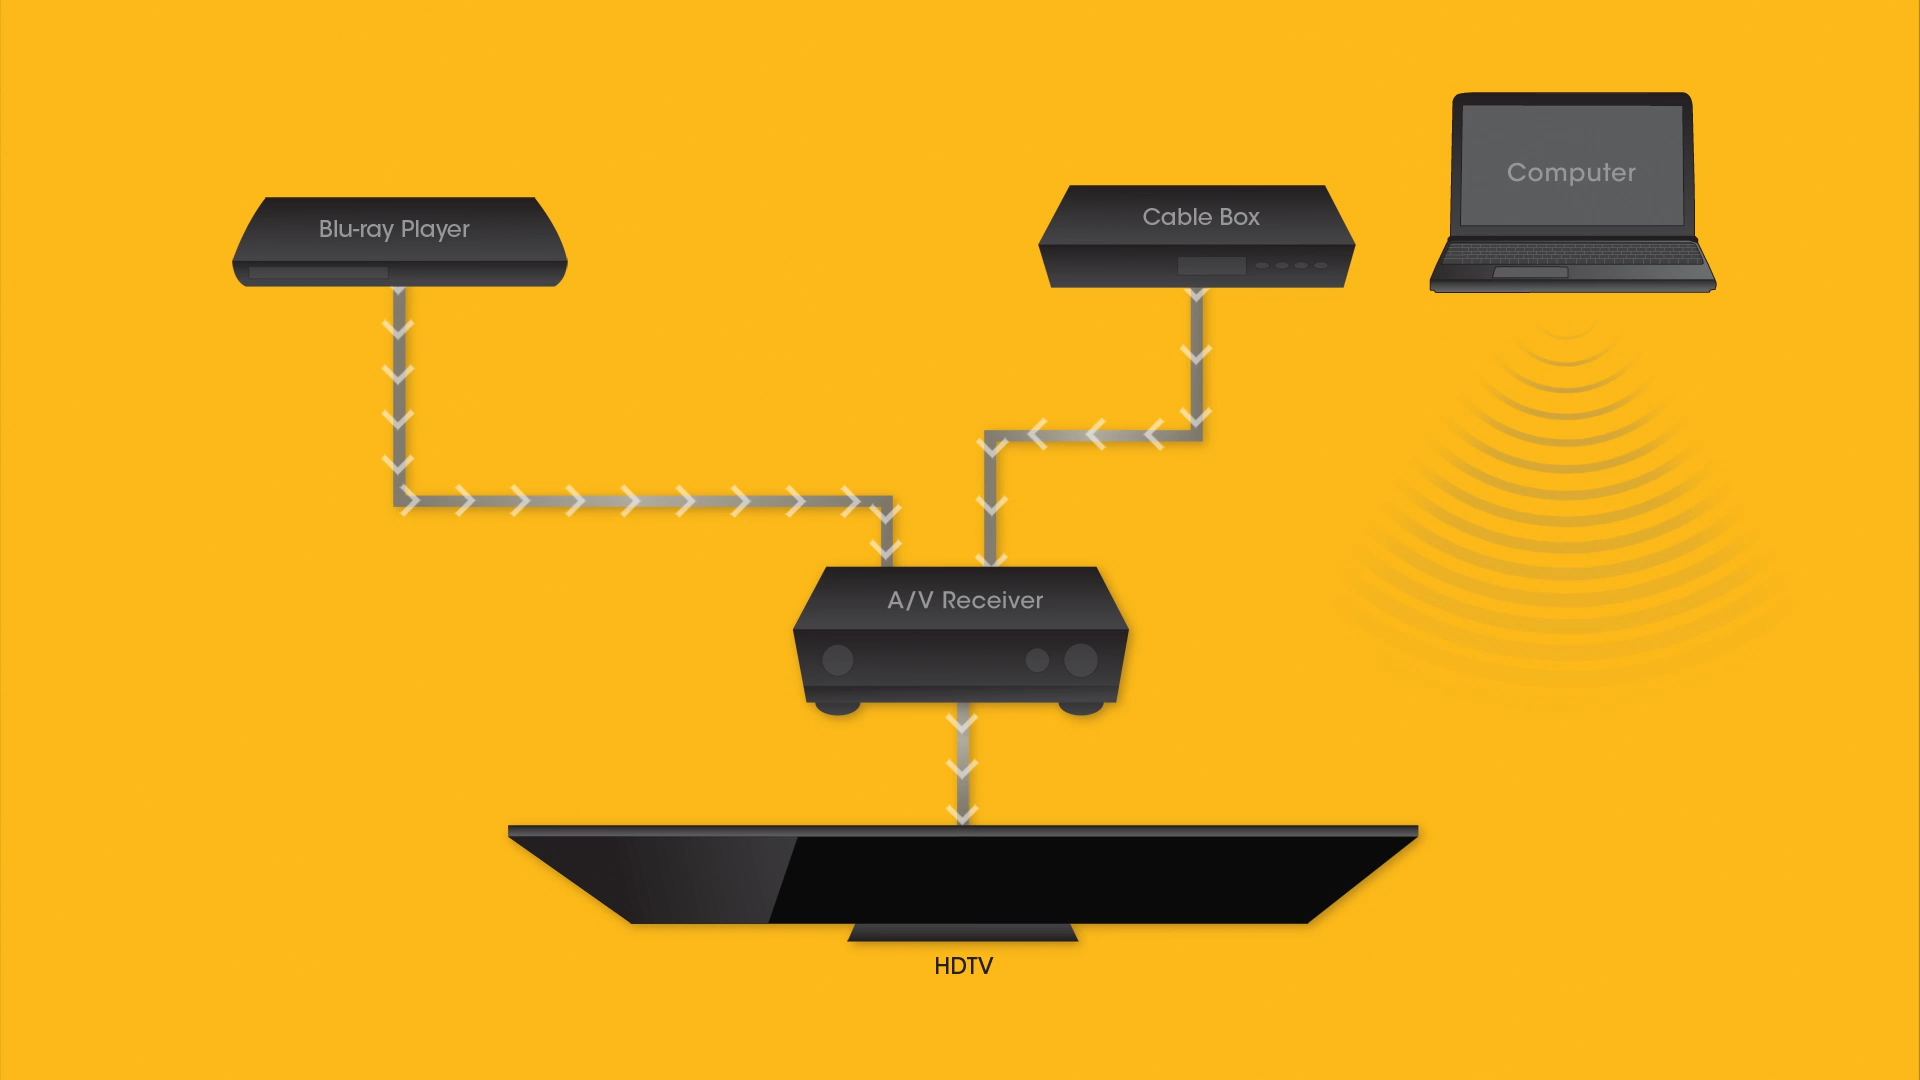 Blu-ray Player
Cable Box
Computer
A/V Receiver
HDTV